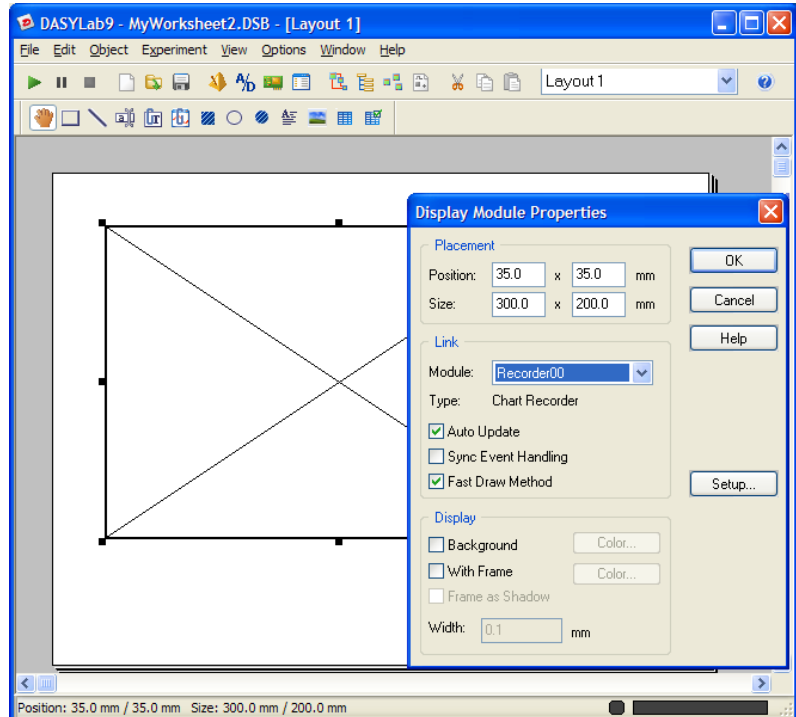 DASYLab9 - MyWorksheet2.DSB - [Layout 1]
File Edit Object Experiment View Options Window Help
Layout 1
Display Module Properties
Placement
Position: 35.0 x 35.0 mm
Size: 300.0 x 200.0 mm
OK
Cancel
Help
Link
Module: Recorder00
Type: Chart Recorder
Auto Update
Sync Event Handling
Fast Draw Method
Setup...
Display
Background Color...
With Frame Color...
Frame as Shadow
Width: 0.1 mm
Position: 35.0 mm / 35.0 mm Size: 300.0 mm / 200.0 mm